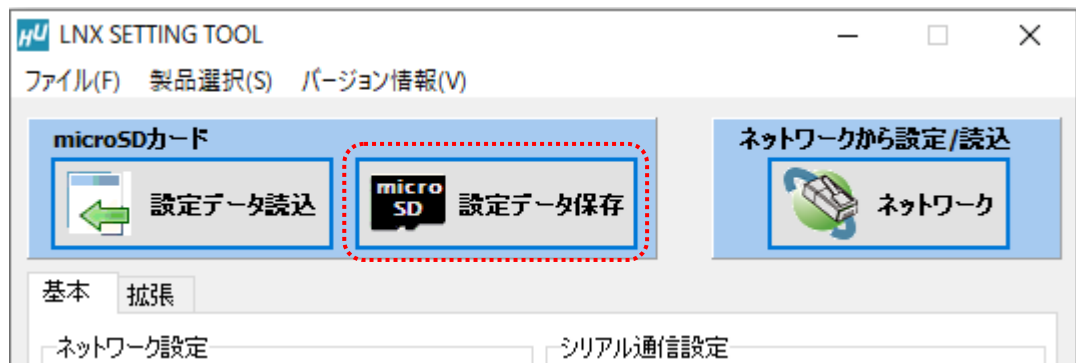 HU LNX SETTING TOOL
ファイル(F) 製品選択(S) バージョン情報(V)
microSDカード
設定データ読込
micro
SD
設定データ保存
ネットワークから設定/読込
ネットワーク
基本 拡張
ネットワーク設定
シリアル通信設定